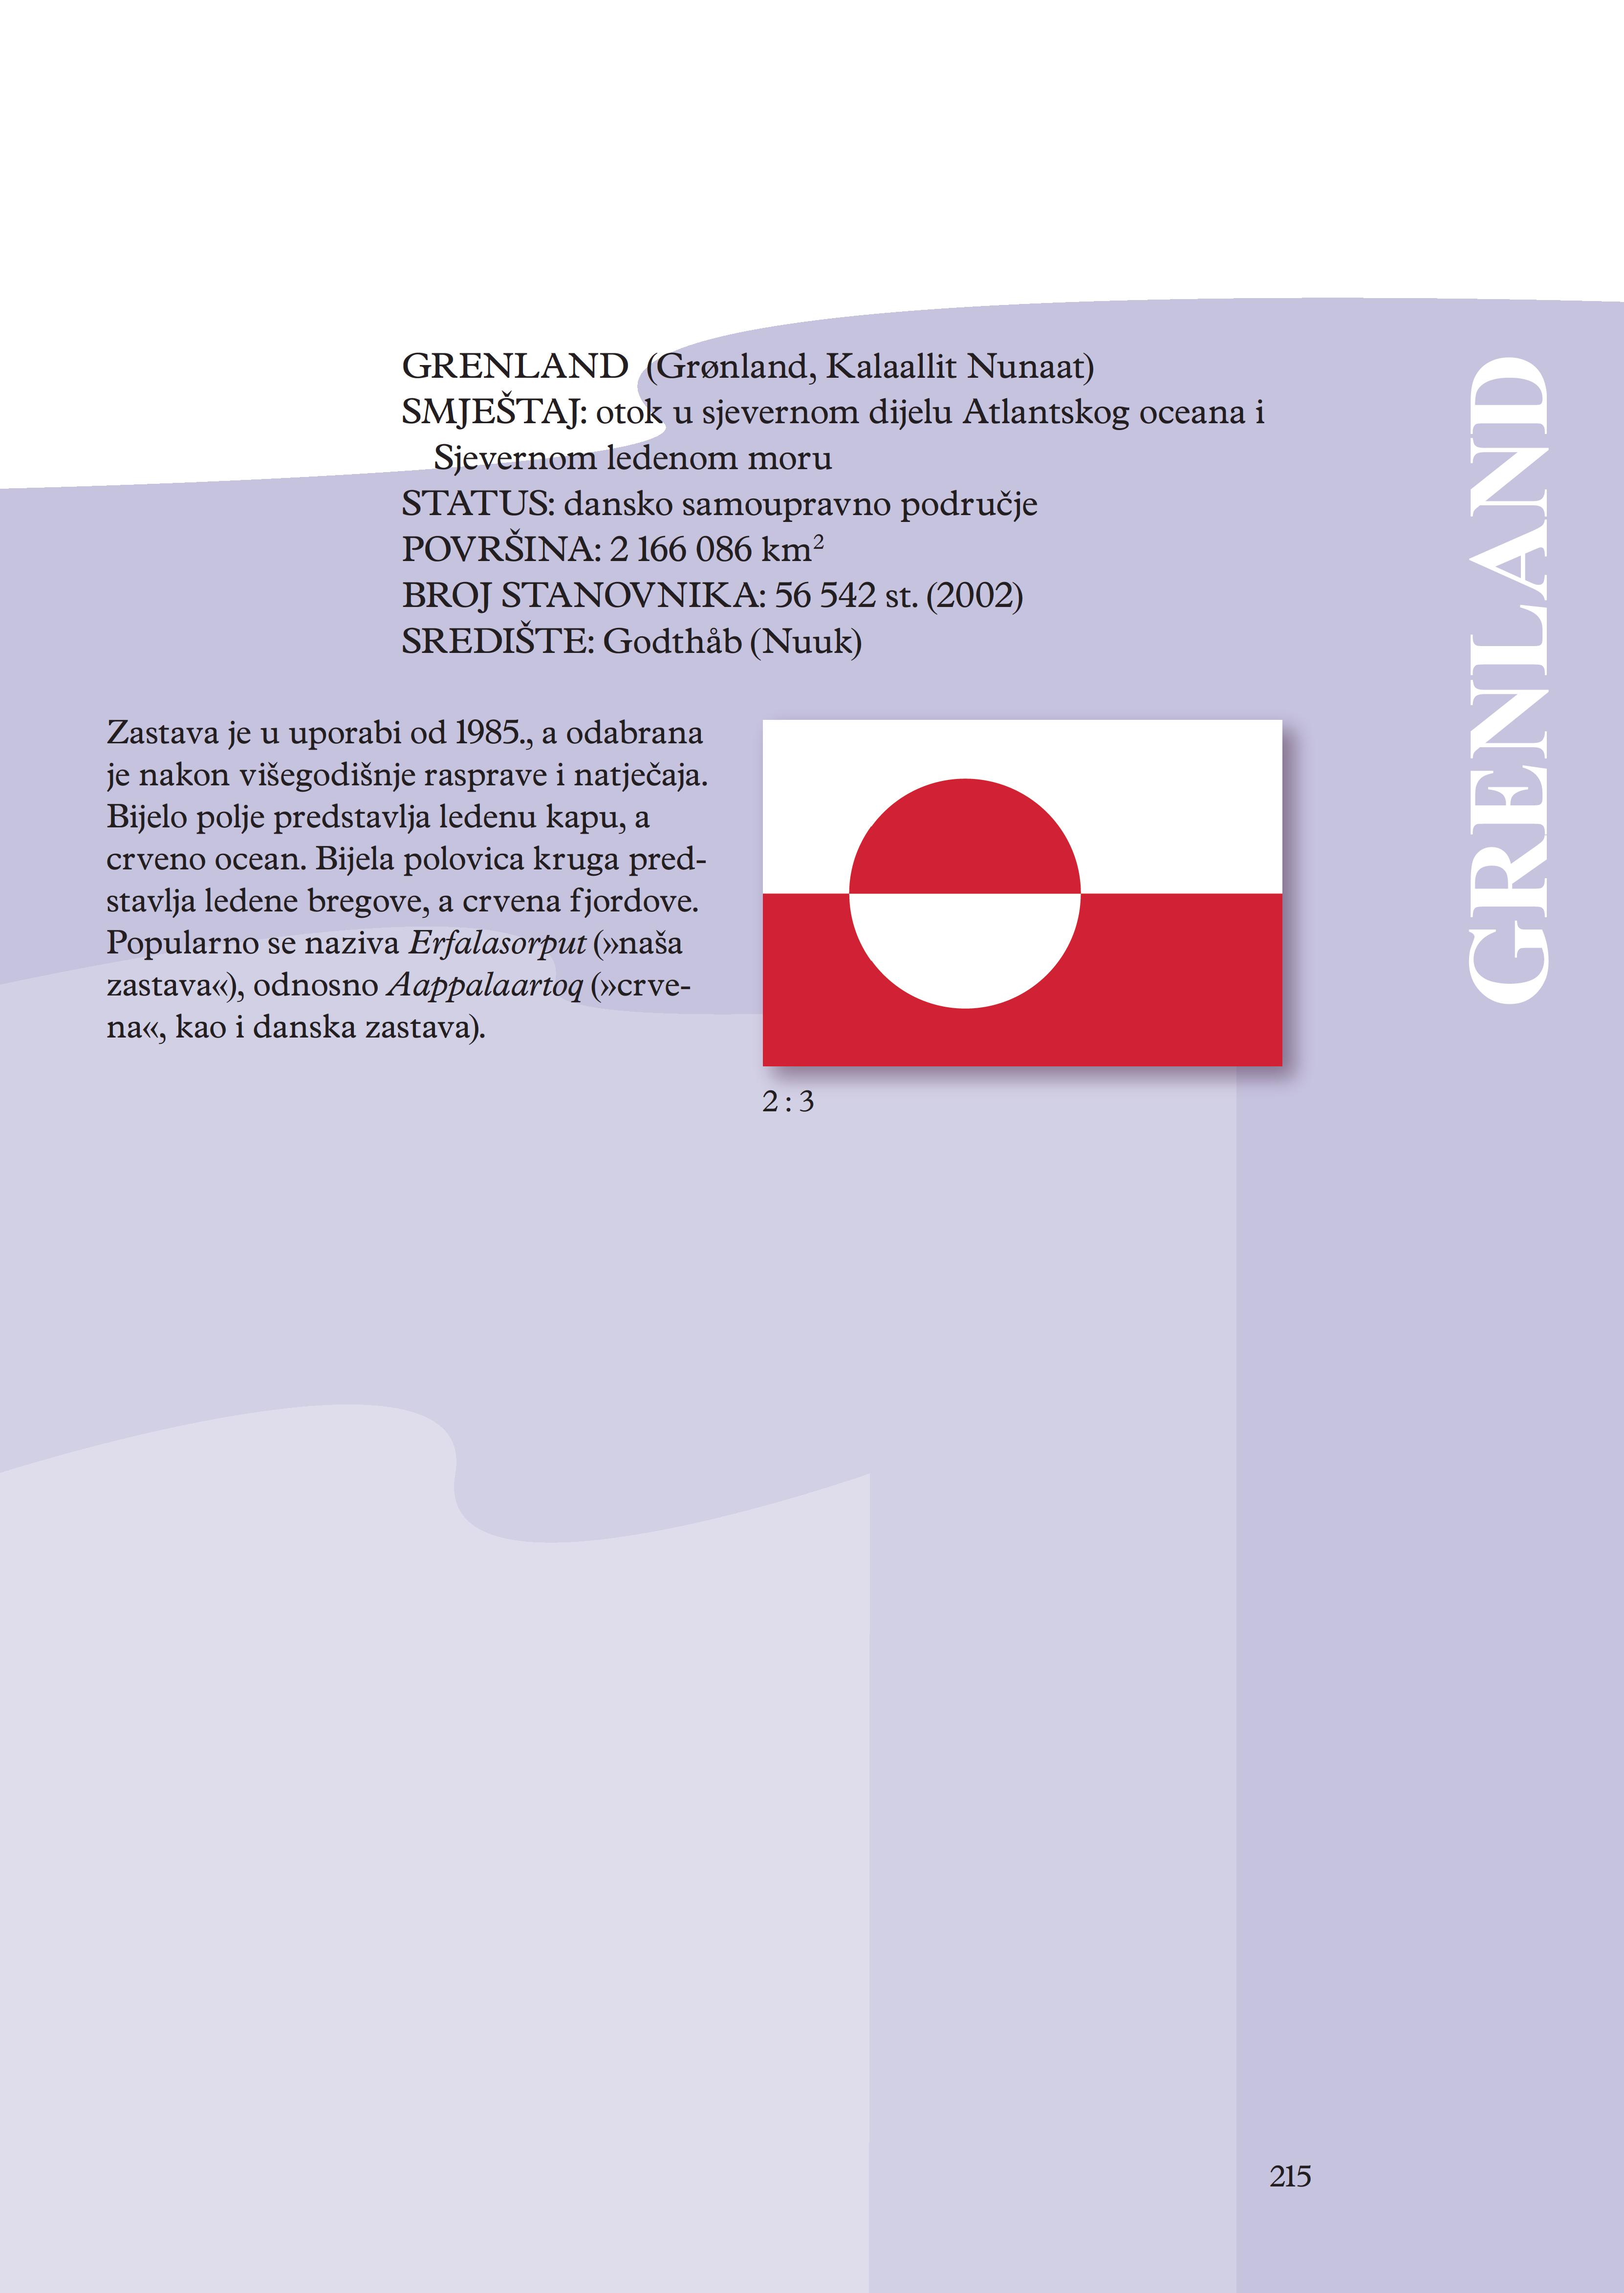 GRENLAND (Grønland, Kalaallit Nunaat)
SMJEŠTAJ: otok u sjevernom dijelu Atlantskog oceana i
Sjevernom ledenom moru
STATUS: dansko samoupravno područje
POVRŠINA: 2 166 086 km²
BROJ STANOVNIKA: 56 542 st. (2002)
SREDIŠTE: Godthåb (Nuuk)
Zastava je u uporabi od 1985., a odabrana
je nakon višegodišnje rasprave i natječaja.
Bijelo polje predstavlja ledenu kapu, a
crveno ocean. Bijela polovica kruga pred-
stavlja ledene bregove, a crvena fjordove.
Popularno se naziva Erfalasorput (»naša
zastava«), odnosno Aappalaartoq (»crve-
na«, kao i danska zastava).
2 : 3
GRENLAND
215